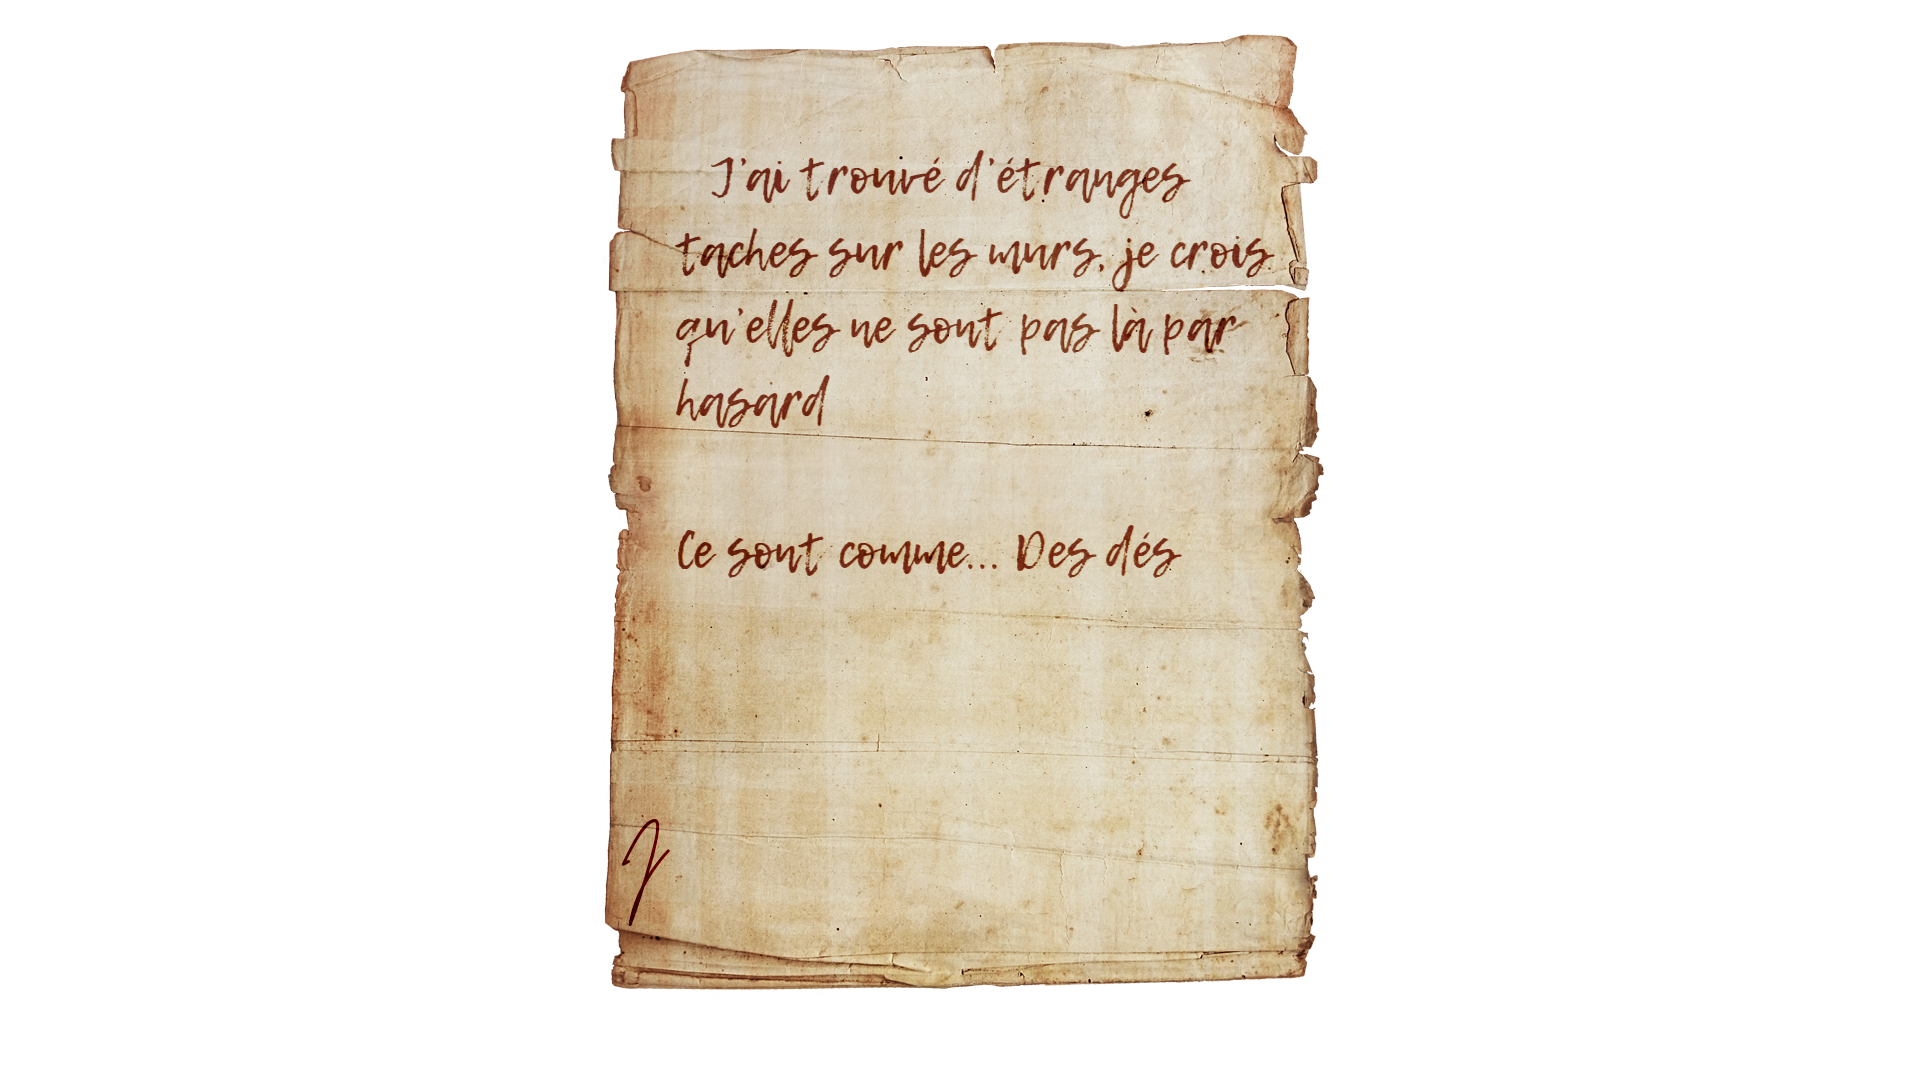 J'ai trouvé d'étranges
taches sur les murs, je crois
qu'elles ne sont pas là par
hasard
Ce sont comme... Des dés